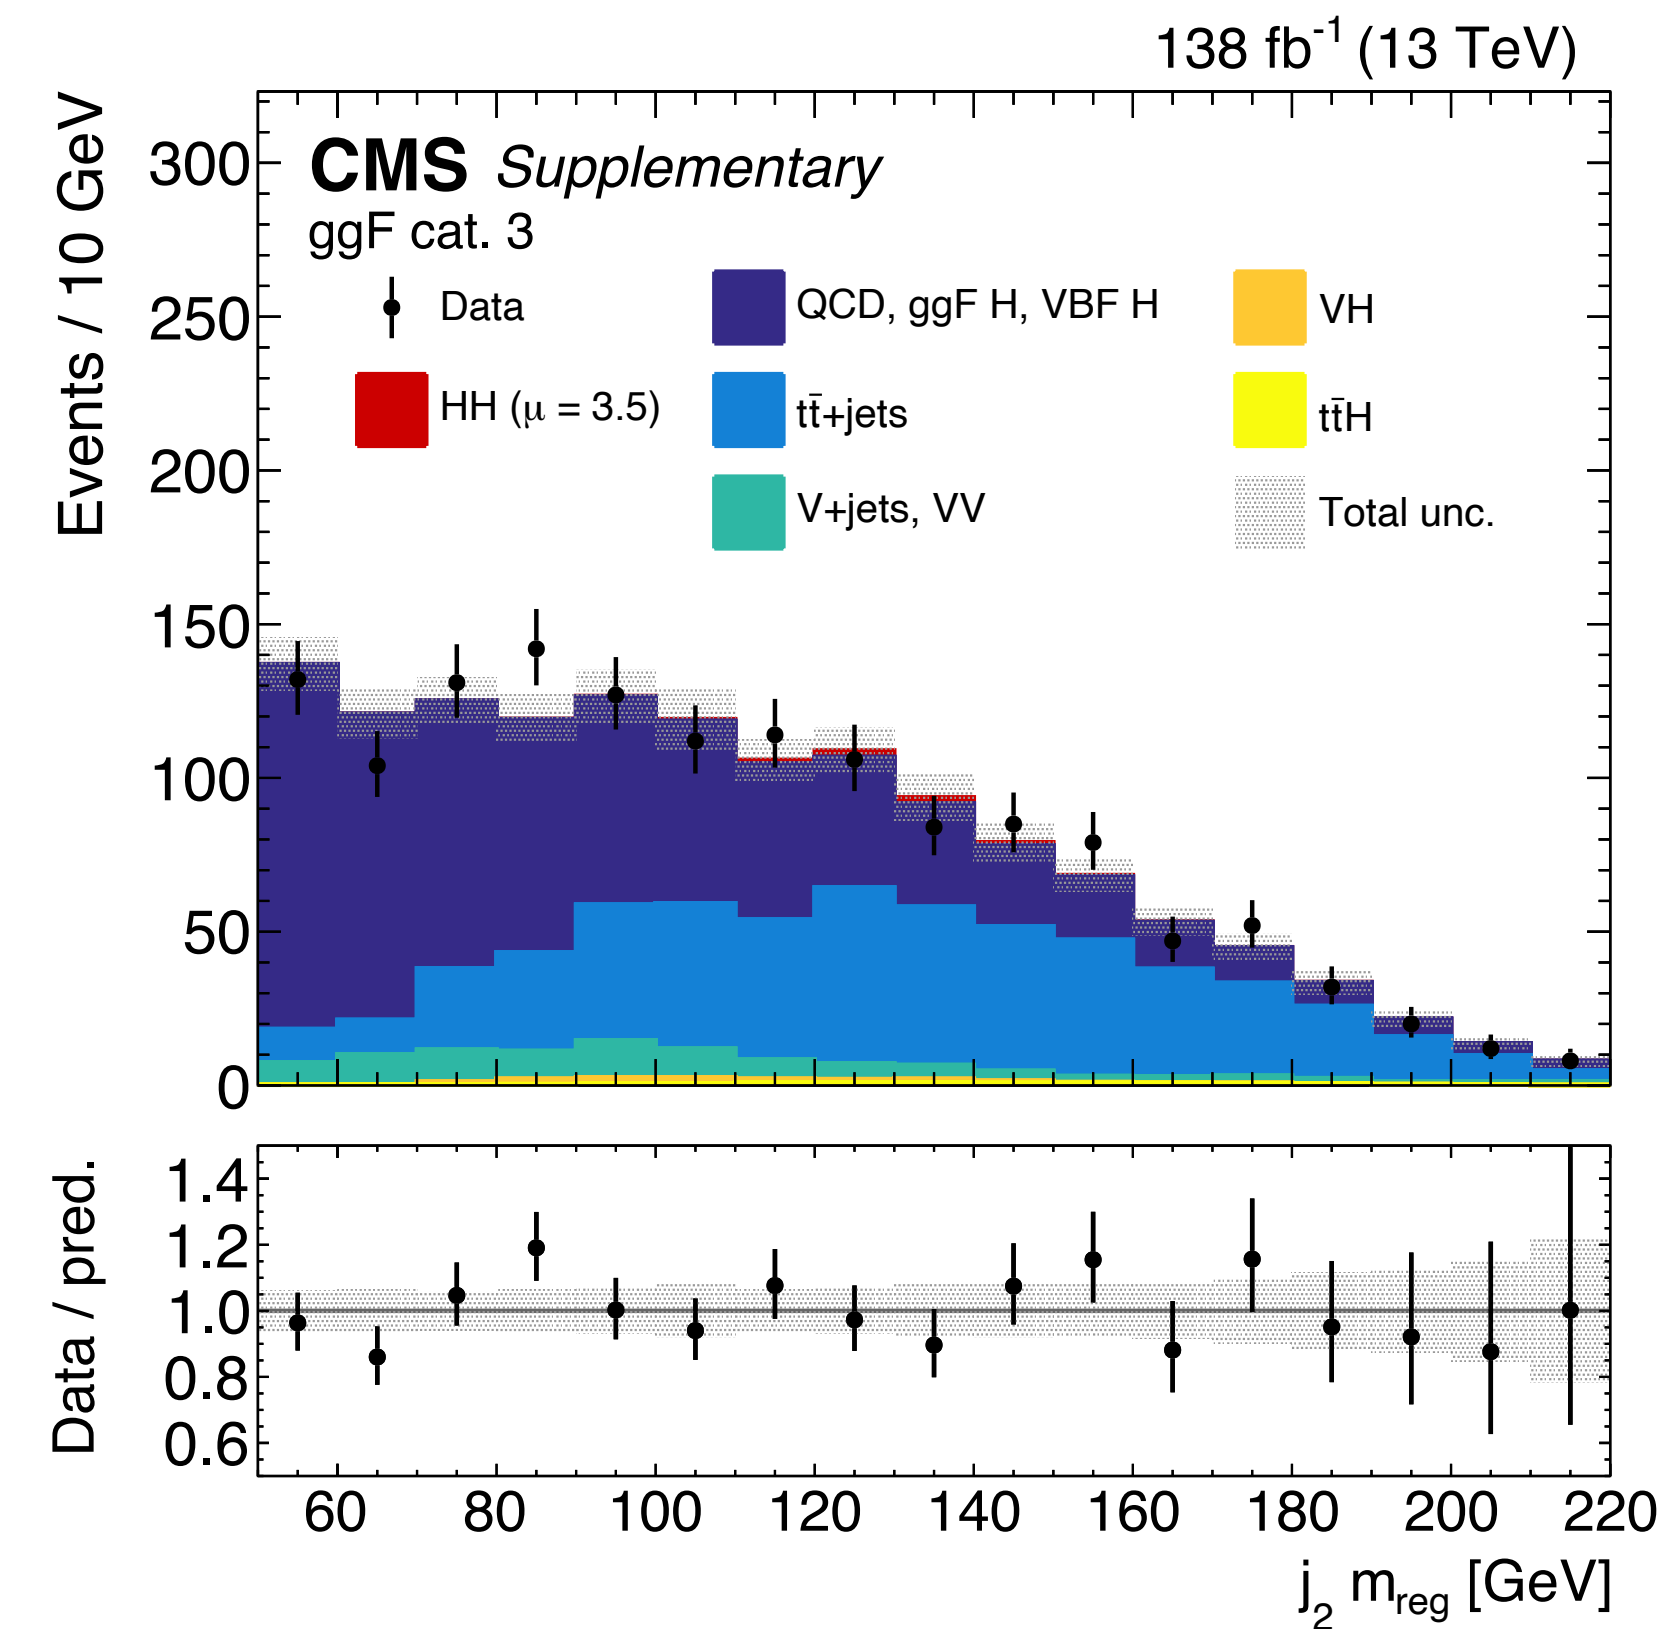 138 fb⁻¹ (13 TeV)
Events / 10 GeV
CMS Supplementary
ggF cat. 3
Data
HH (μ = 3.5)
QCD, ggF H, VBF H
tt̄+jets
V+jets, VV
VH
tt̄H
Total unc.
300
250
200
150
100
50
0
Data / pred.
1.4
1.2
1.0
0.8
0.6
60 80 100 120 140 160 180 200 220
j₂ m_reg [GeV]